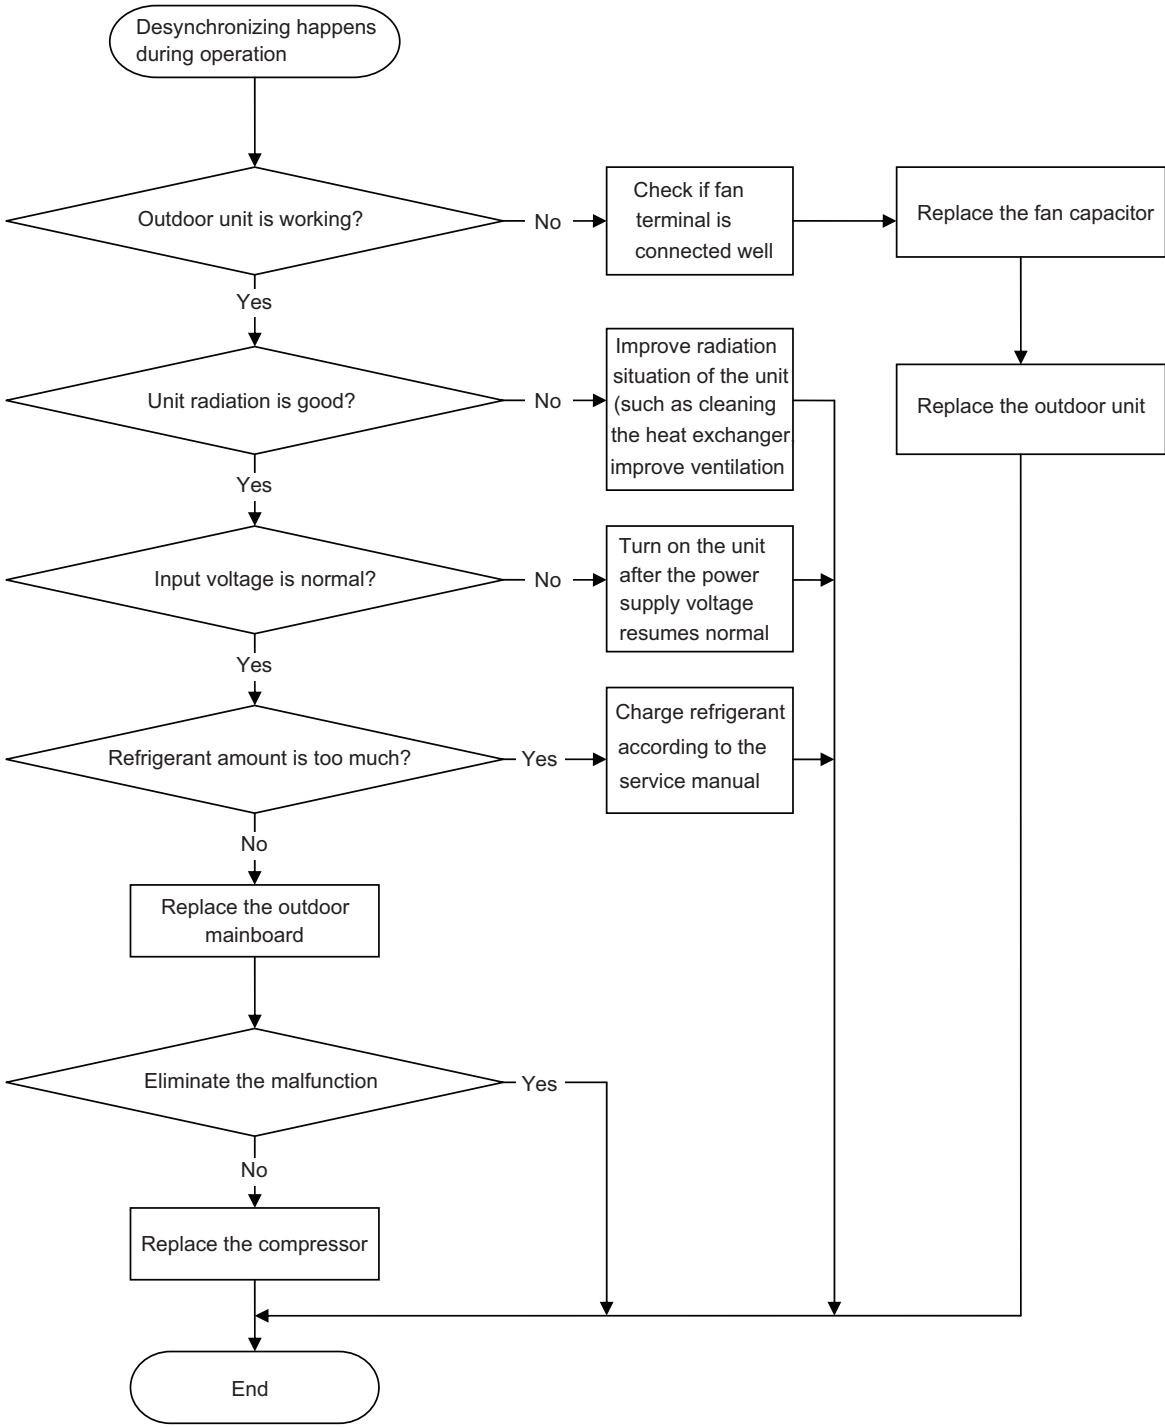 Desynchronizing happens
during operation
Outdoor unit is working?
No
Check if fan
terminal is
connected well
Replace the fan capacitor
Yes
Unit radiation is good?
No
Improve radiation
situation of the unit
(such as cleaning
the heat exchanger,
improve ventilation
Replace the outdoor unit
Yes
Input voltage is normal?
No
Turn on the unit
after the power
supply voltage
resumes normal
Yes
Refrigerant amount is too much?
Yes
Charge refrigerant
according to the
service manual
No
Replace the outdoor
mainboard
Eliminate the malfunction
Yes
No
Replace the compressor
End